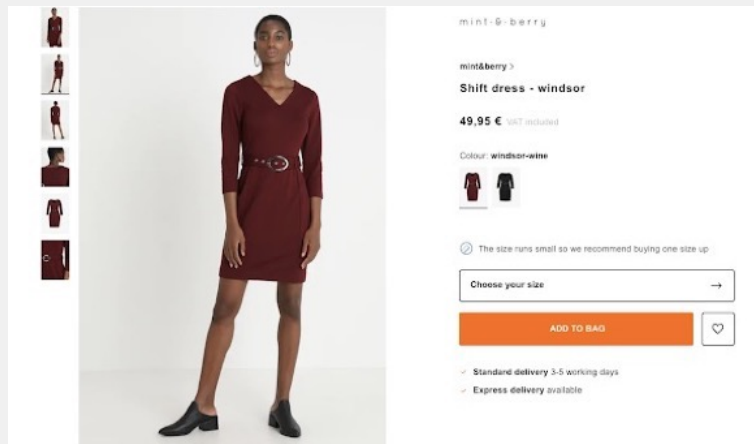 mint-&-berry
mint&berry >
Shift dress - windsor
49,95 € VAT included
Colour: windsor-wine
The size runs small so we recommend buying one size up
Choose your size →
ADD TO BAG
Standard delivery 3-5 working days
Express delivery available